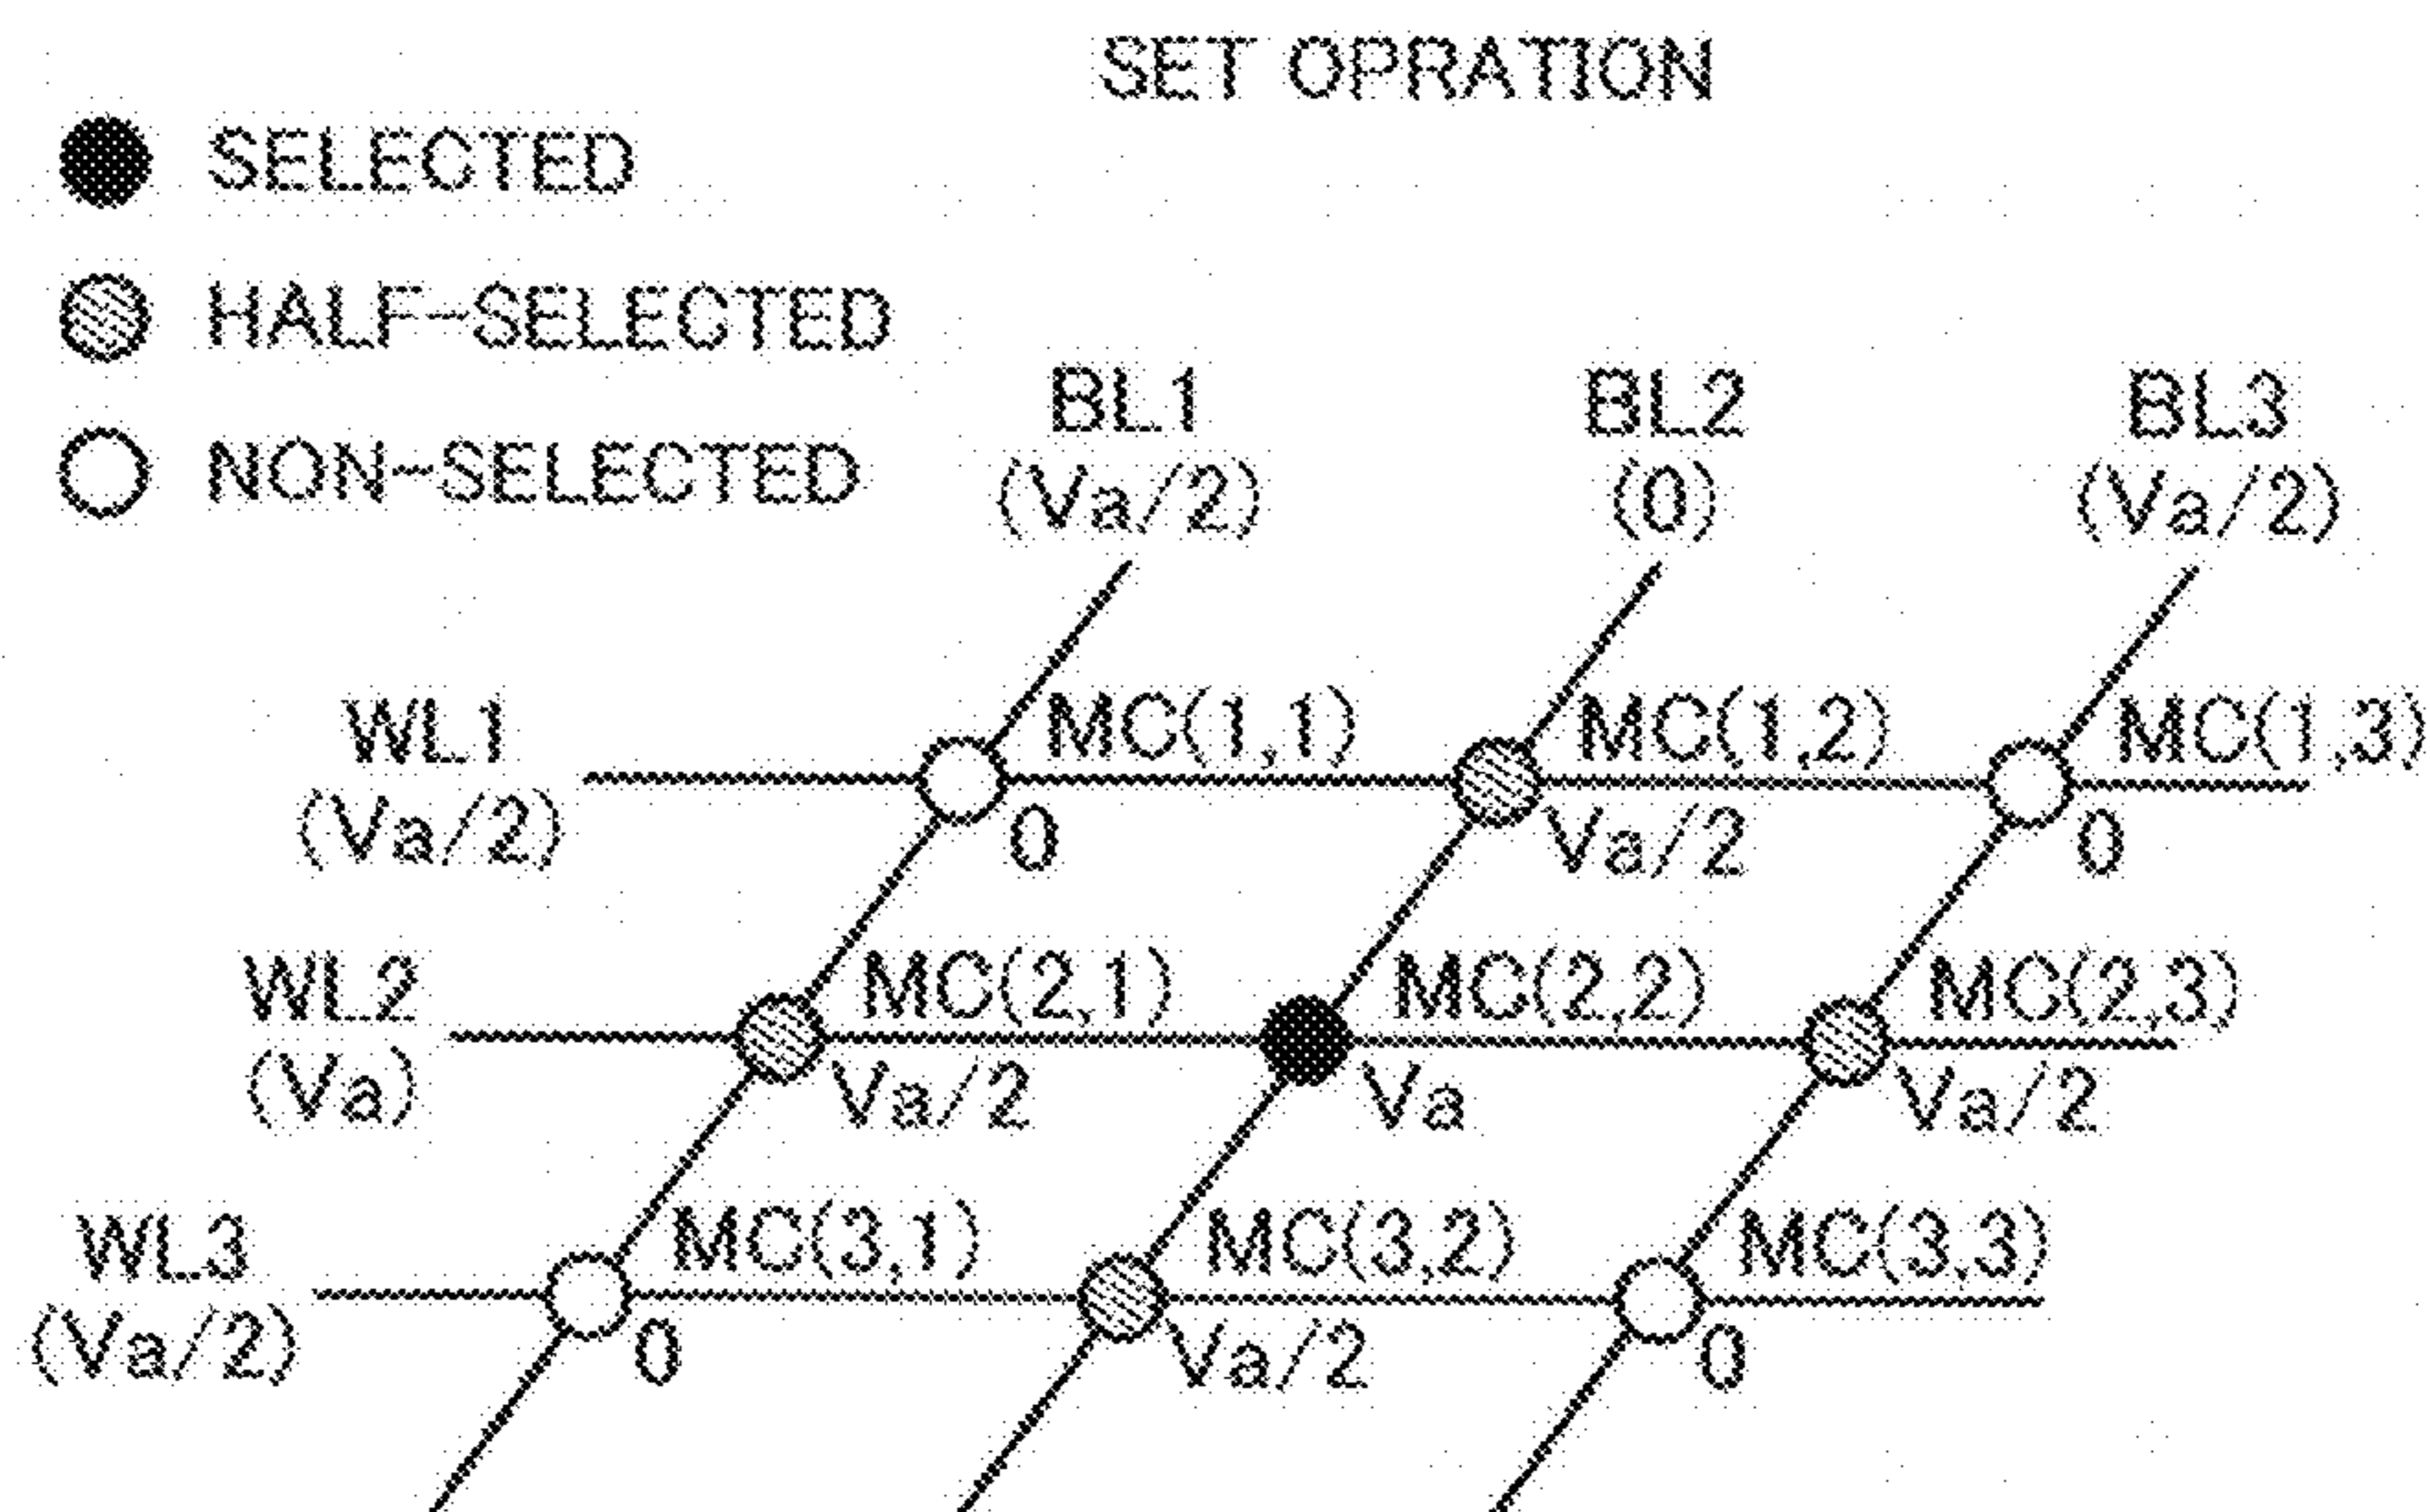 SET OPRATION
SELECTED
HALF-SELECTED
NON-SELECTED
BL1 BL2 BL3
(Va/2) (0) (Va/2)
WL1 MC(1,1) MC(1,2) MC(1,3)
(Va/2) 0 Va/2 0
WL2 MC(2,1) MC(2,2) MC(2,3)
(Va) Va/2 Va Va/2
WL3 MC(3,1) MC(3,2) MC(3,3)
(Va/2) 0 Va/2 0